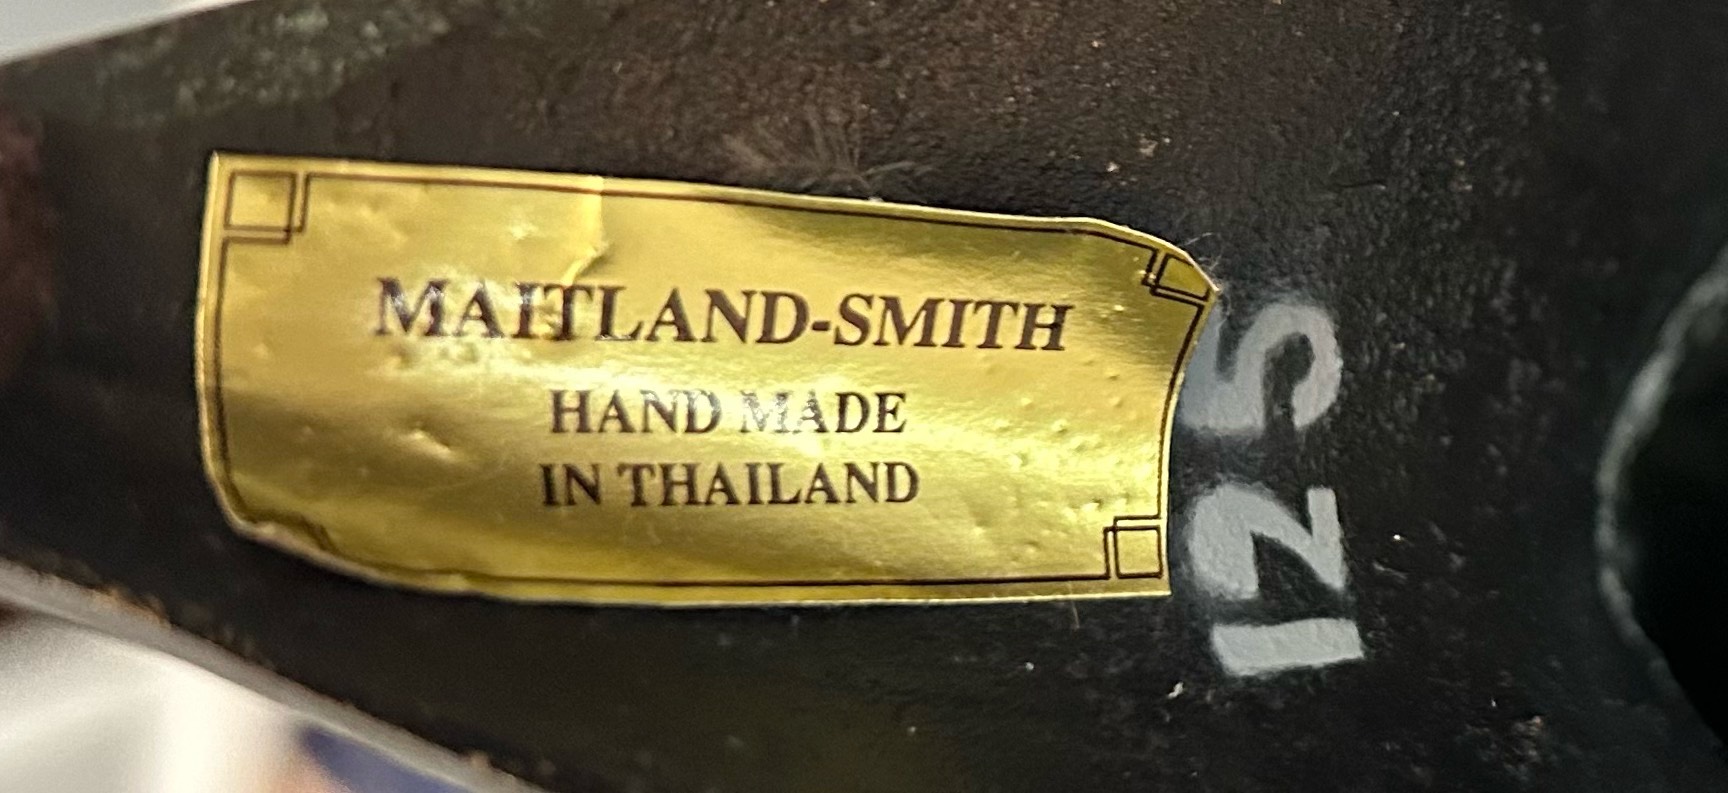 MAITLAND-SMITH
HAND MADE
IN THAILAND
125